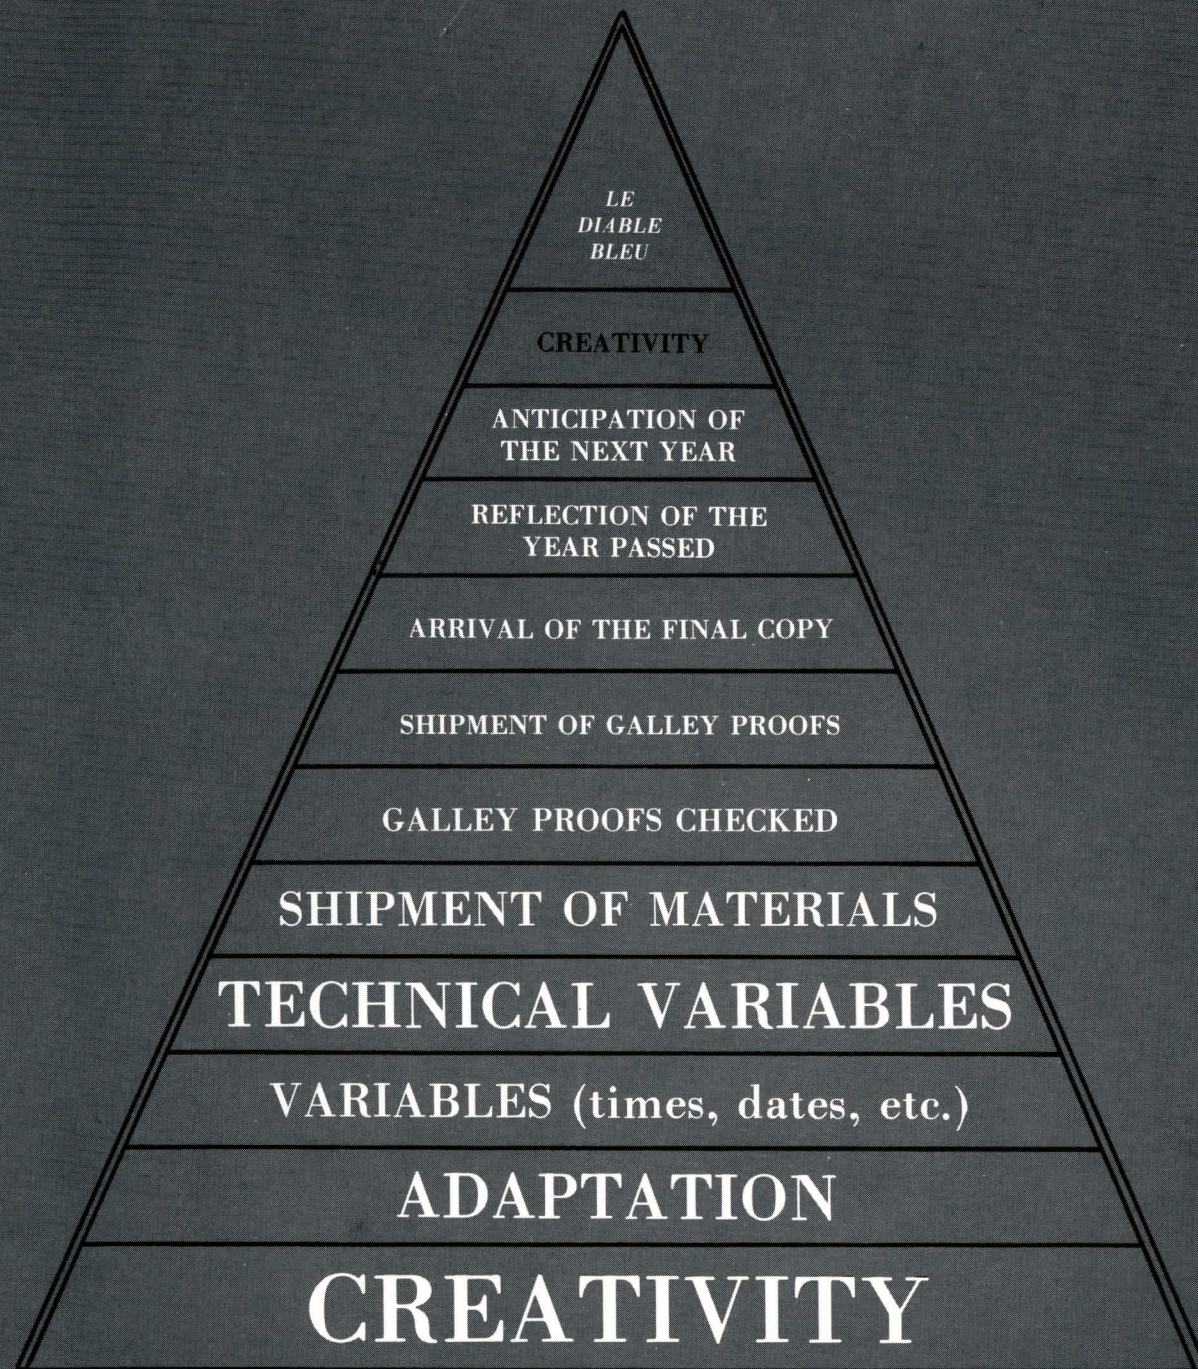 LE
DIABLE
BLEU
CREATIVITY
ANTICIPATION OF
THE NEXT YEAR
REFLECTION OF THE
YEAR PASSED
ARRIVAL OF THE FINAL COPY
SHIPMENT OF GALLEY PROOFS
GALLEY PROOFS CHECKED
SHIPMENT OF MATERIALS
TECHNICAL VARIABLES
VARIABLES (times, dates, etc.)
ADAPTATION
CREATIVITY